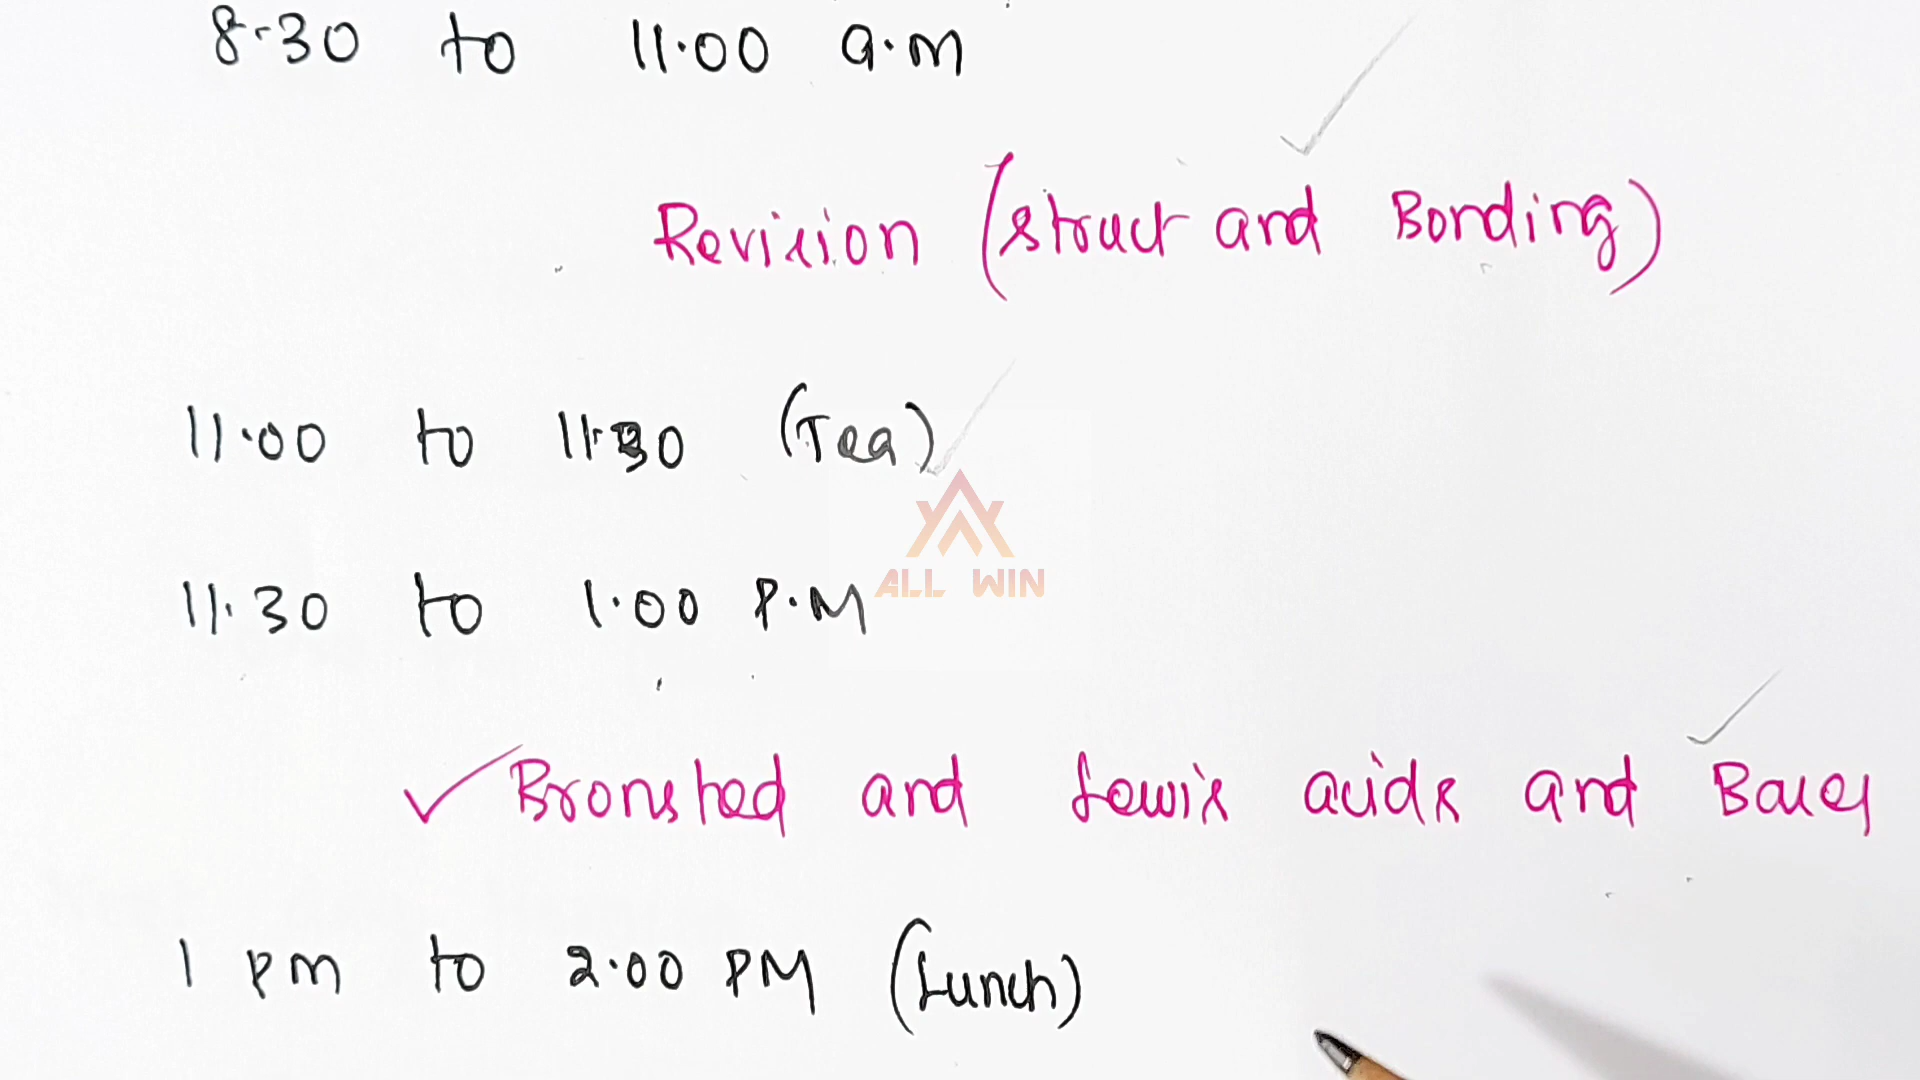 8.30 to 11.00 a.m
Revision (struct and Bonding)
11.00 to 11.30 (Tea)
ALL WIN
11.30 to 1.00 P.M
Bronsted and Lewis acids and Bases
1 pm to 2.00 PM (Lunch)